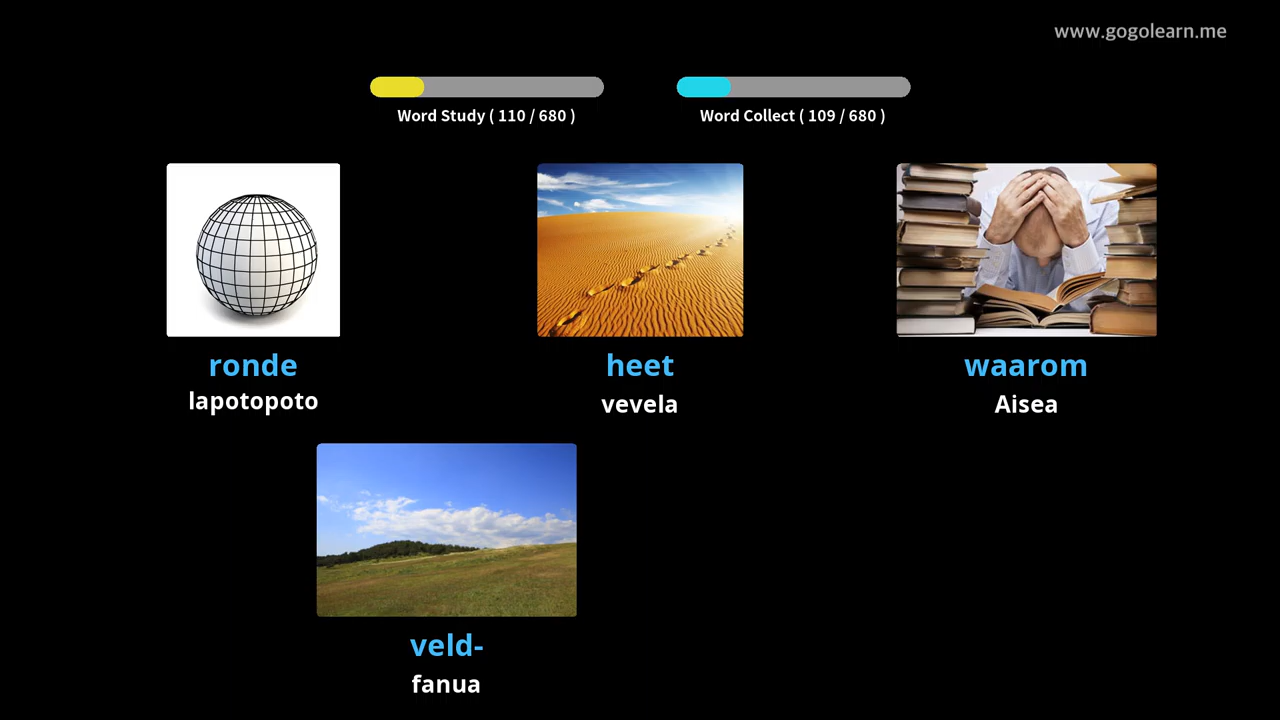 www.gogolearn.me
Word Study ( 110 / 680 )
Word Collect ( 109 / 680 )
ronde
lapotopoto
heet
vevela
waarom
Aisea
veld-
fanua